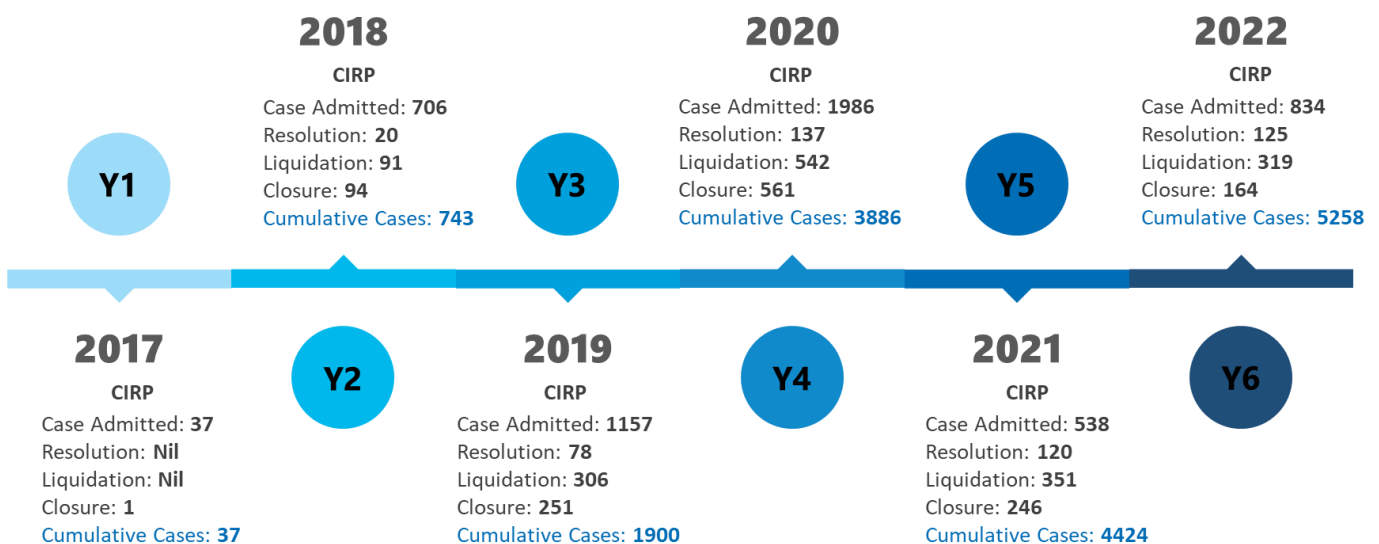 2018
CIRP
Case Admitted: 706
Resolution: 20
Liquidation: 91
Closure: 94
Cumulative Cases: 743
2020
CIRP
Case Admitted: 1986
Resolution: 137
Liquidation: 542
Closure: 561
Cumulative Cases: 3886
2022
CIRP
Case Admitted: 834
Resolution: 125
Liquidation: 319
Closure: 164
Cumulative Cases: 5258
Y1
Y3
Y5
2017
CIRP
Case Admitted: 37
Resolution: Nil
Liquidation: Nil
Closure: 1
Cumulative Cases: 37
Y2
2019
CIRP
Case Admitted: 1157
Resolution: 78
Liquidation: 306
Closure: 251
Cumulative Cases: 1900
Y4
2021
CIRP
Case Admitted: 538
Resolution: 120
Liquidation: 351
Closure: 246
Cumulative Cases: 4424
Y6